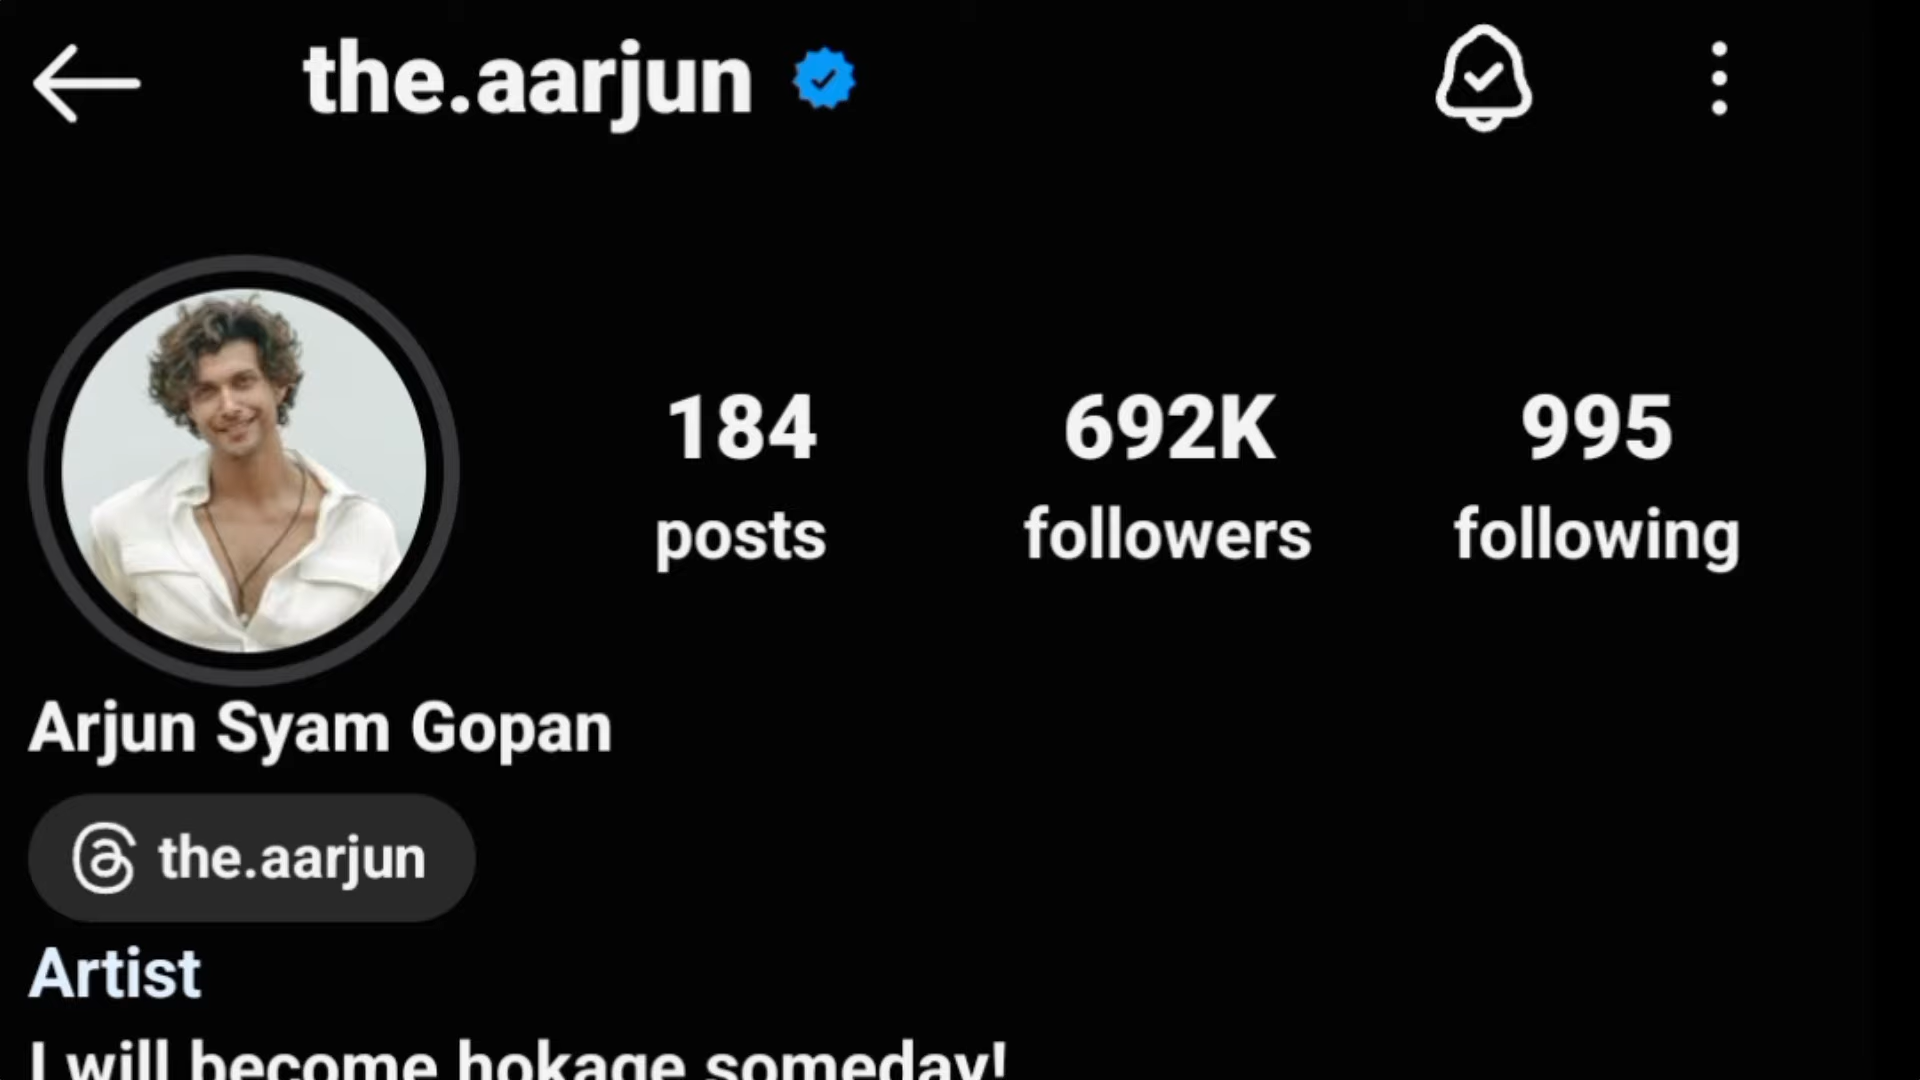 the.aarjun
184 692K 995
posts followers following
Arjun Syam Gopan
the.aarjun
Artist
I will become hokage someday!